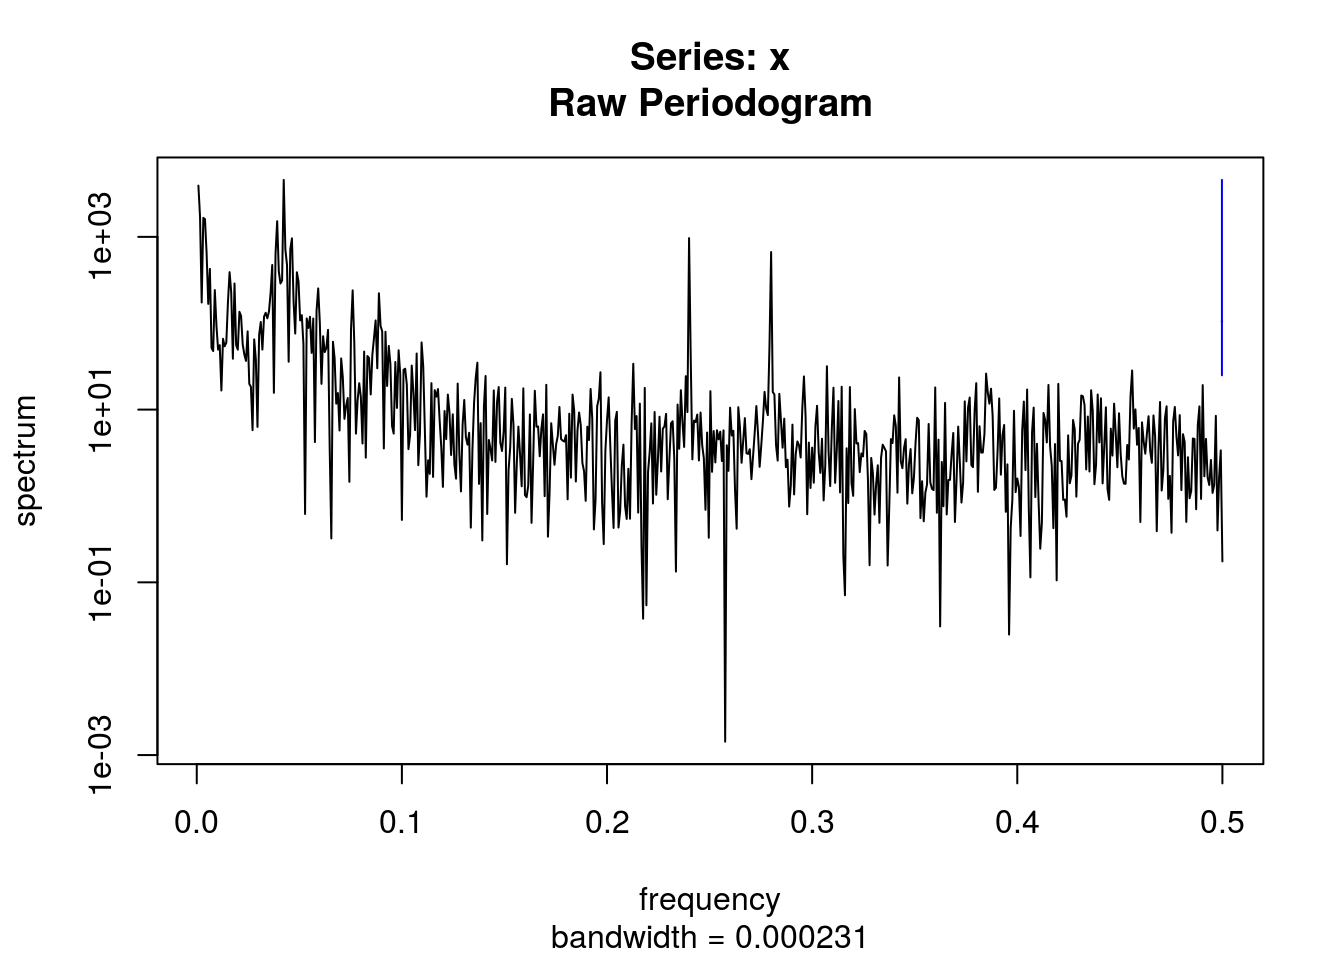 Series: x
Raw Periodogram
spectrum
1e+03
1e+01
1e-01
1e-03
0.0 0.1 0.2 0.3 0.4 0.5
frequency
bandwidth = 0.000231